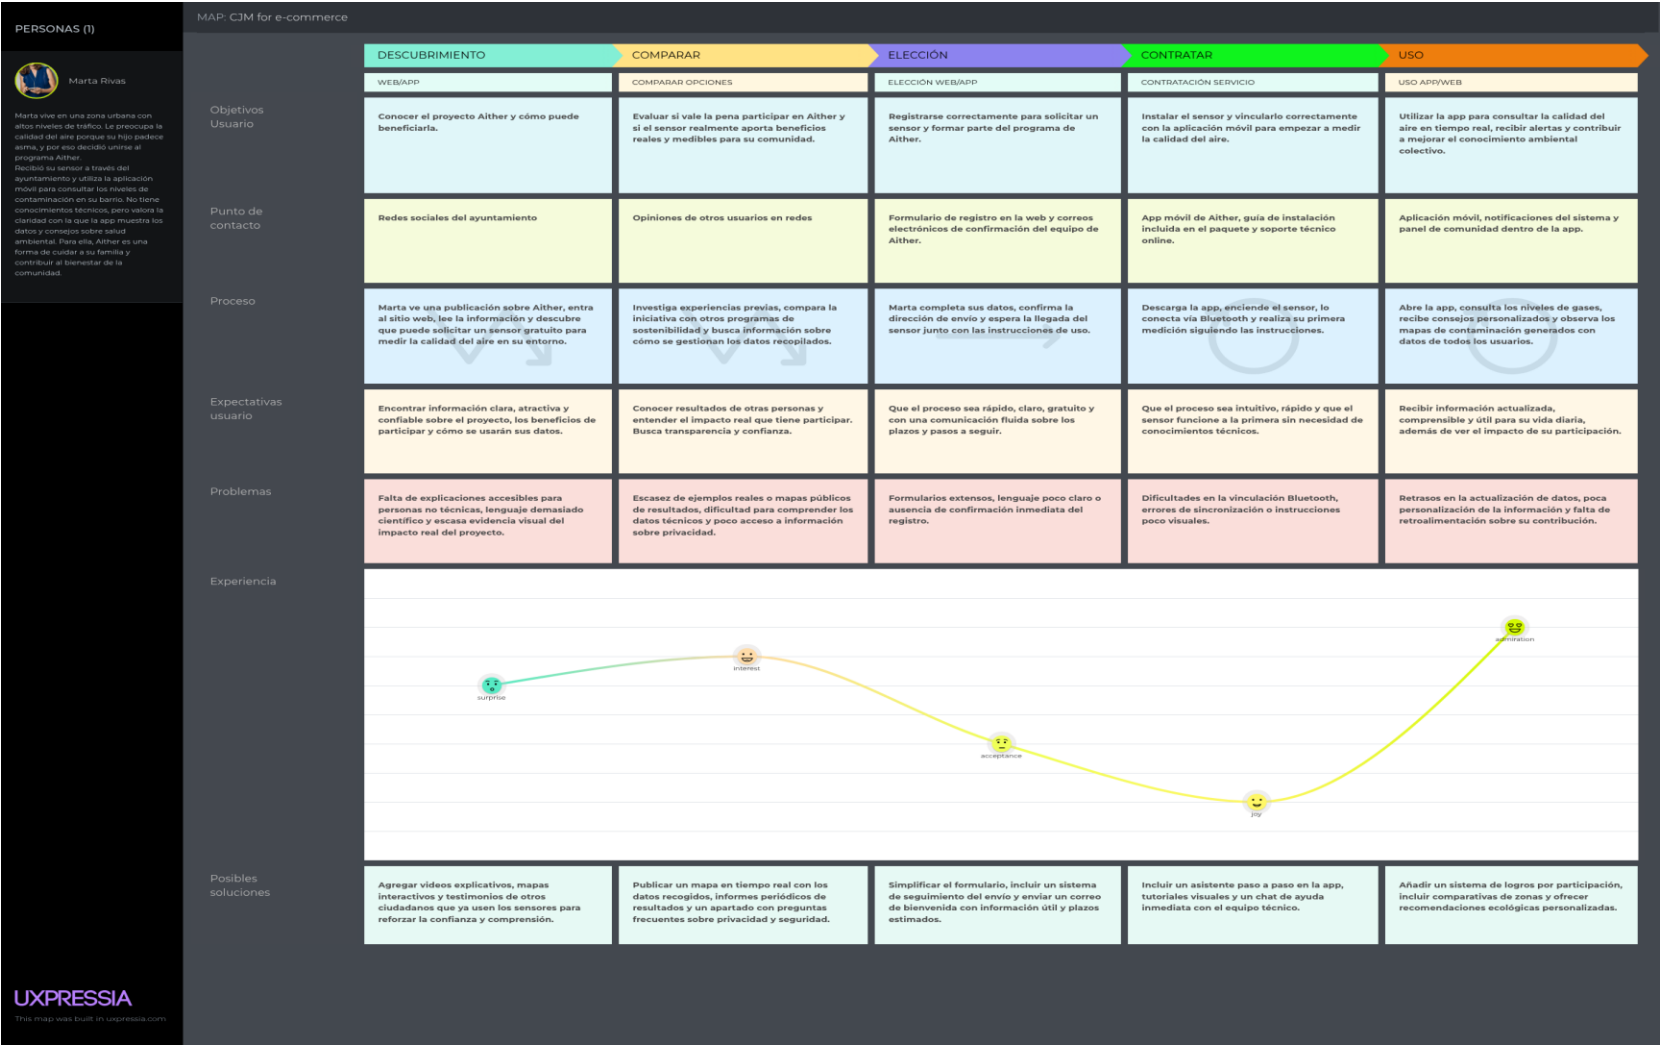 PERSONAS (1)
Marta Rivas
Marta vive en una zona urbana con
altos niveles de tráfico. Le preocupa la
calidad del aire porque su hijo padece
asma, y por eso decidió unirse al
programa Aither.
Recibió su sensor a través del
ayuntamiento y utiliza la aplicación
móvil para consultar los niveles de
contaminación en su barrio. No tiene
conocimientos técnicos, pero valora la
claridad con la que la app muestra los
datos y consejos sobre salud
ambiental. Para ella, Aither es una
forma de cuidar a su familia y
contribuir al bienestar de la
comunidad.
MAP: CJM for e-commerce
DESCUBRIMIENTO
COMPARAR
ELECCIÓN
CONTRATAR
USO
WEB/APP
COMPARAR OPCIONES
ELECCIÓN WEB/APP
CONTRATACIÓN SERVICIO
USO APP/WEB
Objetivos
Usuario
Conocer el proyecto Aither y cómo puede
beneficiarla.
Evaluar si vale la pena participar en Aither y
si el sensor realmente aporta beneficios
reales y medibles para su comunidad.
Registrarse correctamente para solicitar un
sensor y formar parte del programa de
Aither.
Instalar el sensor y vincularlo correctamente
con la aplicación móvil para empezar a medir
la calidad del aire.
Utilizar la app para consultar la calidad del
aire en tiempo real, recibir alertas y contribuir
a mejorar el conocimiento ambiental
colectivo.
Punto de
contacto
Redes sociales del ayuntamiento
Opiniones de otros usuarios en redes
Formulario de registro en la web y correos
electrónicos de confirmación del equipo de
Aither.
App móvil de Aither, guía de instalación
incluida en el paquete y soporte técnico
online.
Aplicación móvil, notificaciones del sistema y
panel de comunidad dentro de la app.
Proceso
Marta ve una publicación sobre Aither, entra
al sitio web, lee la información y descubre
que puede solicitar un sensor gratuito para
medir la calidad del aire en su entorno.
Investiga experiencias previas, compara la
iniciativa con otros programas de
sostenibilidad y busca información sobre
cómo se gestionan los datos recopilados.
Marta completa sus datos, confirma la
dirección de envío y espera la llegada del
sensor junto con las instrucciones de uso.
Descarga la app, enciende el sensor, lo
conecta vía Bluetooth y realiza su primera
medición siguiendo las instrucciones.
Abre la app, consulta los niveles de gases,
recibe consejos personalizados y observa los
mapas de contaminación generados con
datos de todos los usuarios.
Expectativas
usuario
Encontrar información clara, atractiva y
confiable sobre el proyecto, los beneficios de
participar y cómo se usarán sus datos.
Conocer resultados de otras personas y
entender el impacto real que tiene participar.
Busca transparencia y confianza.
Que el proceso sea rápido, claro, gratuito y
con una comunicación fluida sobre los
plazos y pasos a seguir.
Que el proceso sea intuitivo, rápido y que el
sensor funcione a la primera sin necesidad de
conocimientos técnicos.
Recibir información actualizada,
comprensible y útil para su vida diaria,
además de ver el impacto de su participación.
Problemas
Falta de explicaciones accesibles para
personas no técnicas, lenguaje demasiado
científico y escasa evidencia visual del
impacto real del proyecto.
Escasez de ejemplos reales o mapas públicos
de resultados, dificultad para comprender los
datos técnicos y poco acceso a información
sobre privacidad.
Formularios extensos, lenguaje poco claro o
ausencia de confirmación inmediata del
registro.
Dificultades en la vinculación Bluetooth,
errores de sincronización o instrucciones
poco visuales.
Retrasos en la actualización de datos, poca
personalización de la información y falta de
retroalimentación sobre su contribución.
Experiencia
surprise
interest
acceptance
joy
admiration
Posibles
soluciones
Agregar videos explicativos, mapas
interactivos y testimonios de otros
ciudadanos que ya usen los sensores para
reforzar la confianza y comprensión.
Publicar un mapa en tiempo real con los
datos recogidos, informes periódicos de
resultados y un apartado con preguntas
frecuentes sobre privacidad y seguridad.
Simplificar el formulario, incluir un sistema
de seguimiento del envío y enviar un correo
de bienvenida con información útil y plazos
estimados.
Incluir un asistente paso a paso en la app,
tutoriales visuales y un chat de ayuda
inmediata con el equipo técnico.
Añadir un sistema de logros por participación,
incluir comparativas de zonas y ofrecer
recomendaciones ecológicas personalizadas.
UXPRESSIA
This map was built in uxpressia.com